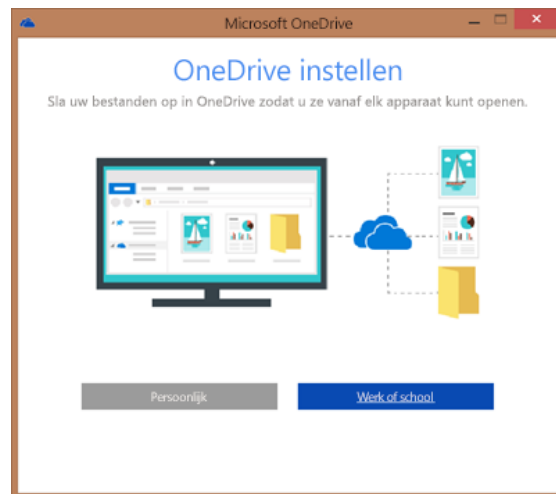 Microsoft OneDrive
OneDrive instellen
Sla uw bestanden op in OneDrive zodat u ze vanaf elk apparaat kunt openen.
Persoonlijk
Werk of school